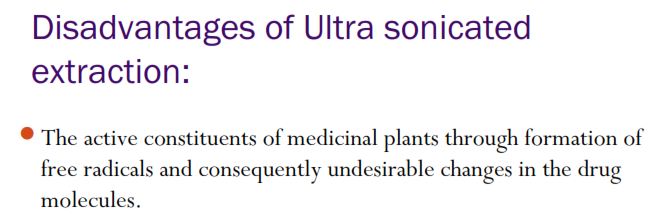 Disadvantages of Ultra sonicated
extraction:
The active constituents of medicinal plants through formation of
free radicals and consequently undesirable changes in the drug
molecules.